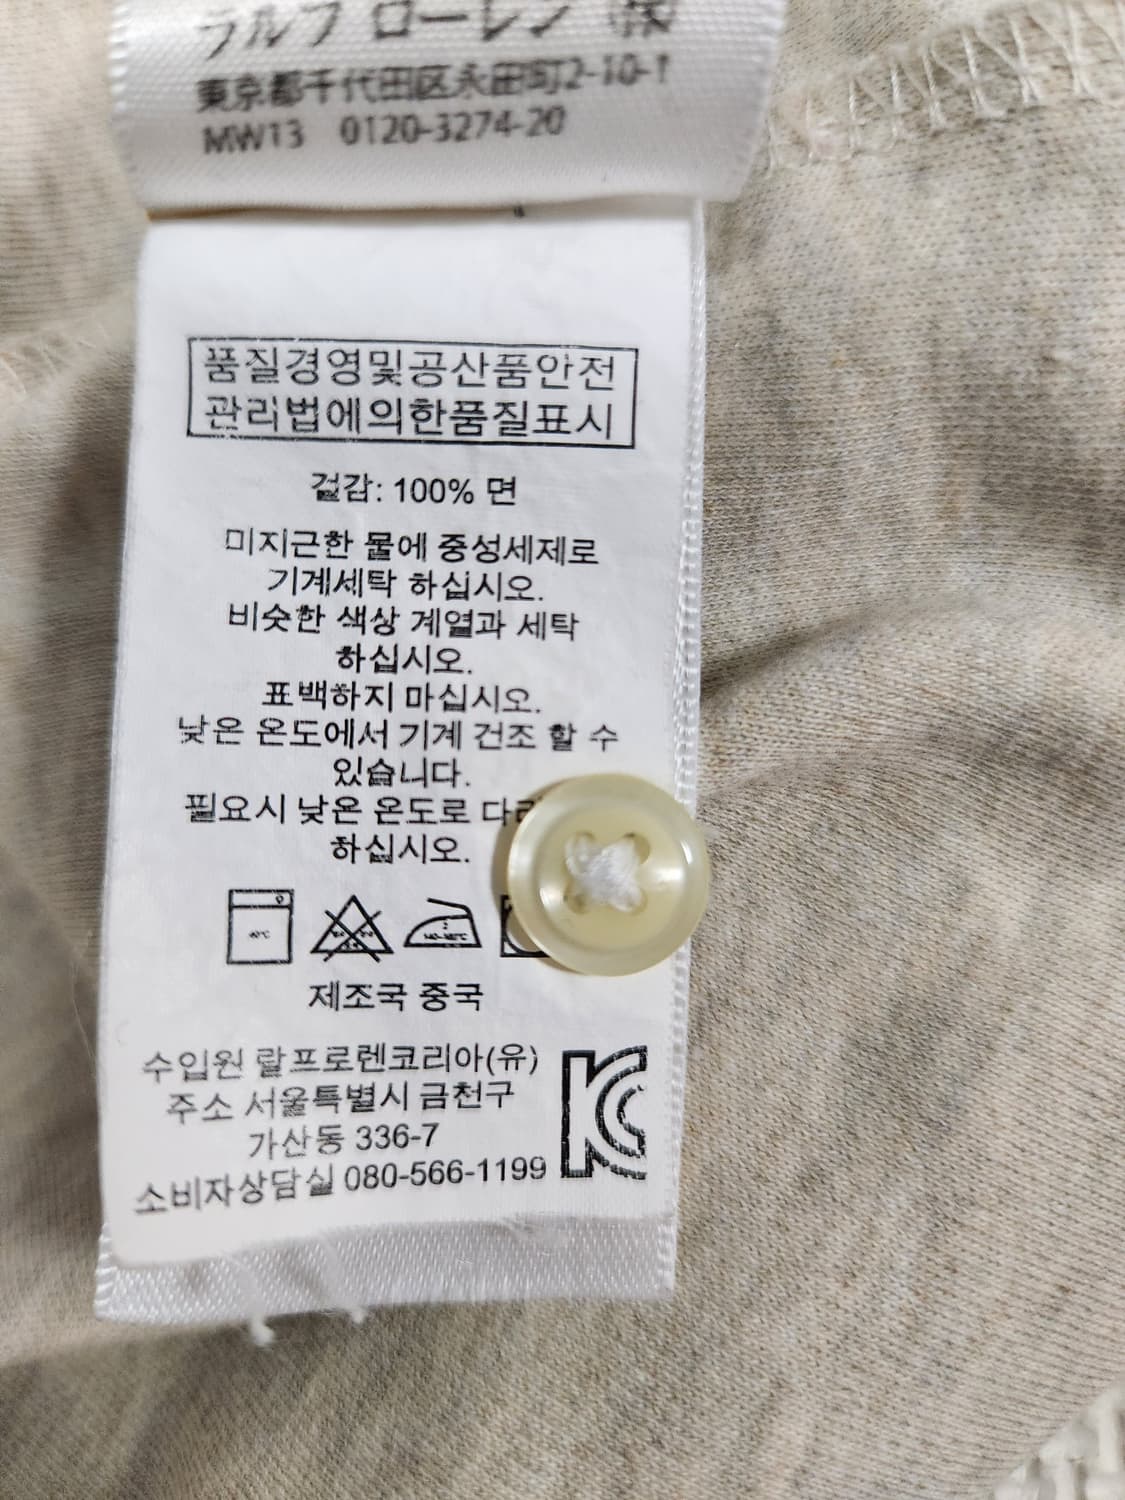 ラルフ ローレン ㈱
東京都千代田区永田町2-10-1
MW13 0120-3274-20
품질경영및공산품안전
관리법에의한품질표시
겉감: 100% 면
미지근한 물에 중성세제로
기계세탁 하십시오.
비슷한 색상 계열과 세탁
하십시오.
표백하지 마십시오.
낮은 온도에서 기계 건조 할 수
있습니다.
필요시 낮은 온도로
하십시오.
제조국 중국
수입원 랄프로렌코리아(유)
주소 서울특별시 금천구
가산동 336-7
소비자상담실 080-566-1199
KC